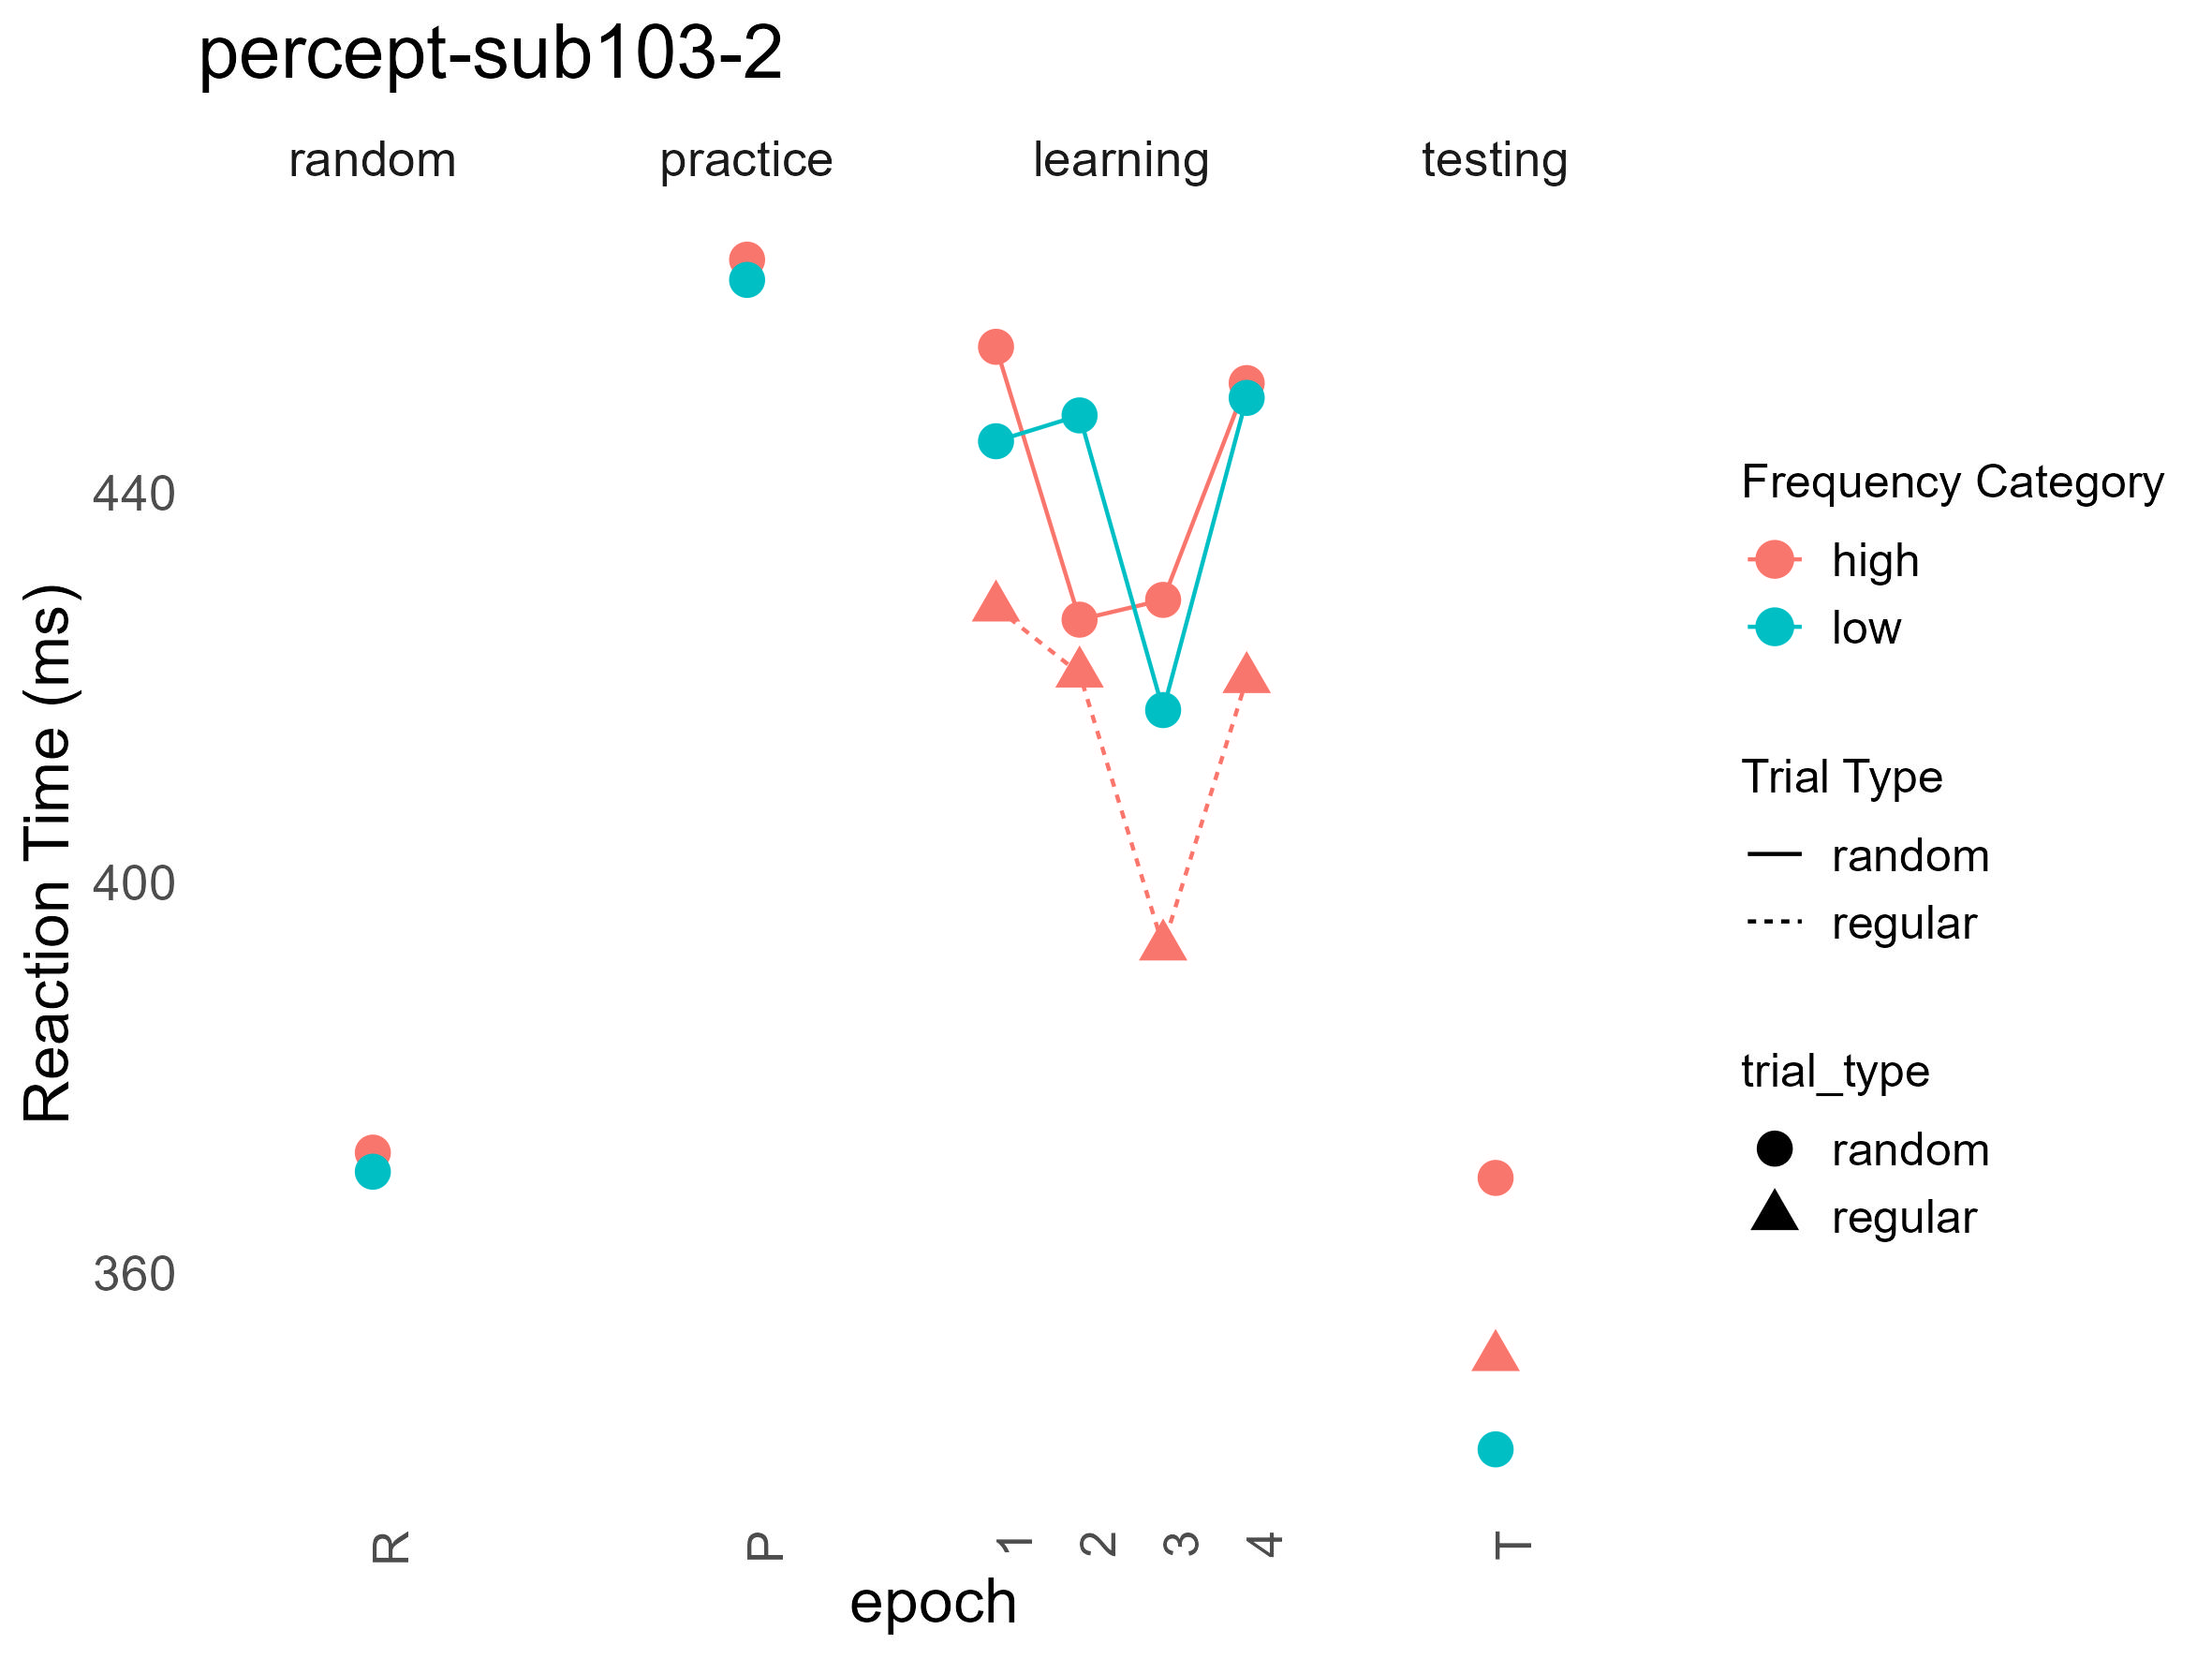 percept-sub103-2
random practice learning testing
440
400
360
Reaction Time (ms)
R P 1 2 3 4 T
epoch
Frequency Category
high
low
Trial Type
random
regular
trial_type
random
regular